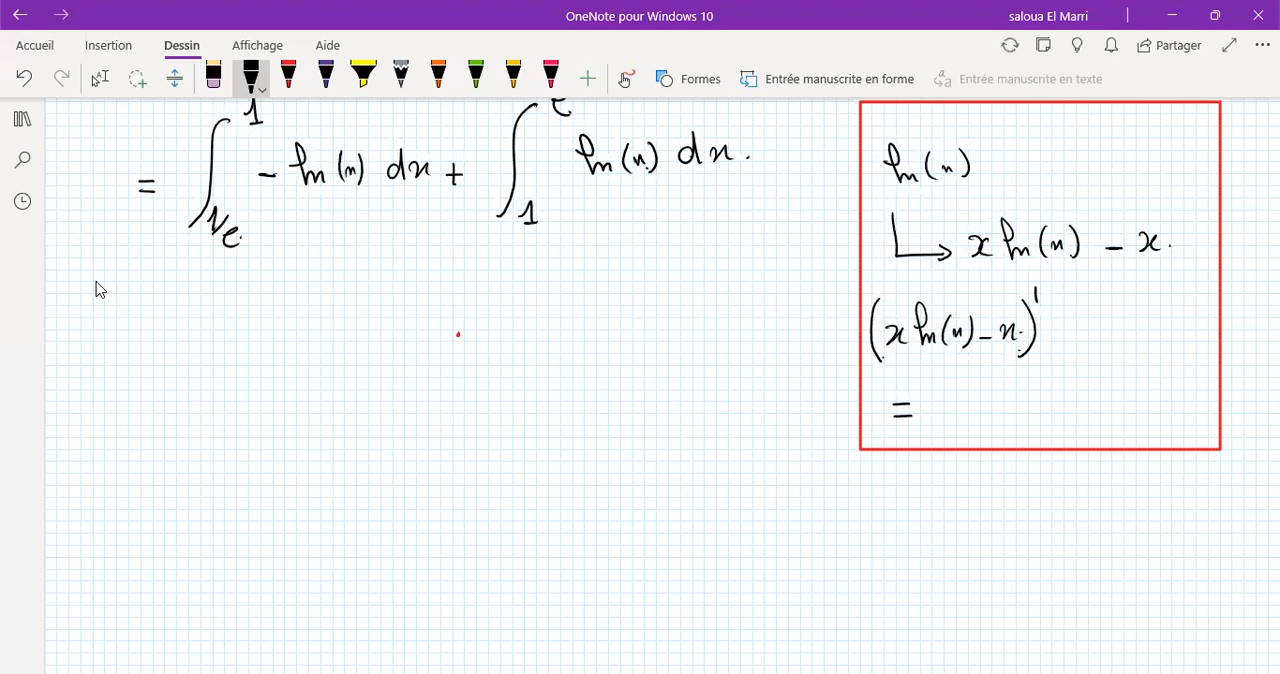 OneNote pour Windows 10
saloua El Marri
Accueil Insertion Dessin Affichage Aide
Partager
Formes
Entrée manuscrite en forme
Entrée manuscrite en texte
= ∫_{1/e}^{1} - ln(x) dx + ∫_{1}^{e} ln(x) dx.
ln(x)
↳ x ln(x) - x.
(x ln(x) - x)'
=